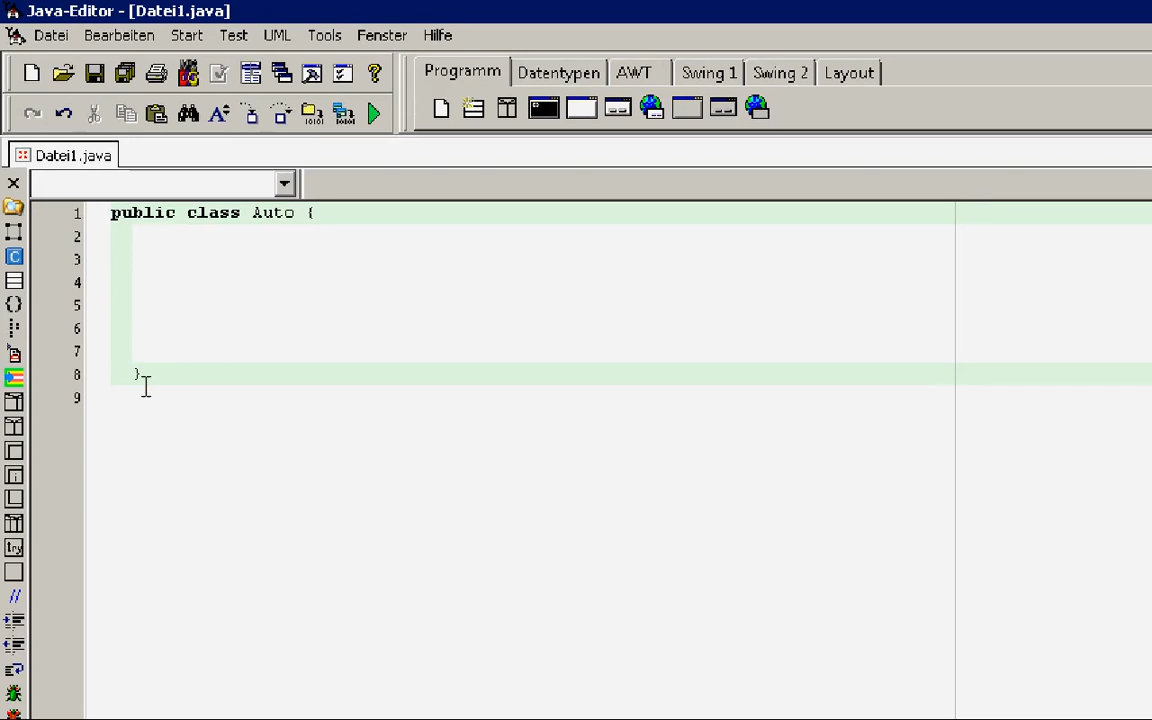 Java-Editor - [Datei1.java]
Datei Bearbeiten Start Test UML Tools Fenster Hilfe
Programm Datentypen AWT Swing 1 Swing 2 Layout
Datei1.java
1 public class Auto {
2
3
4
5
6
7
8 }
9
try
//